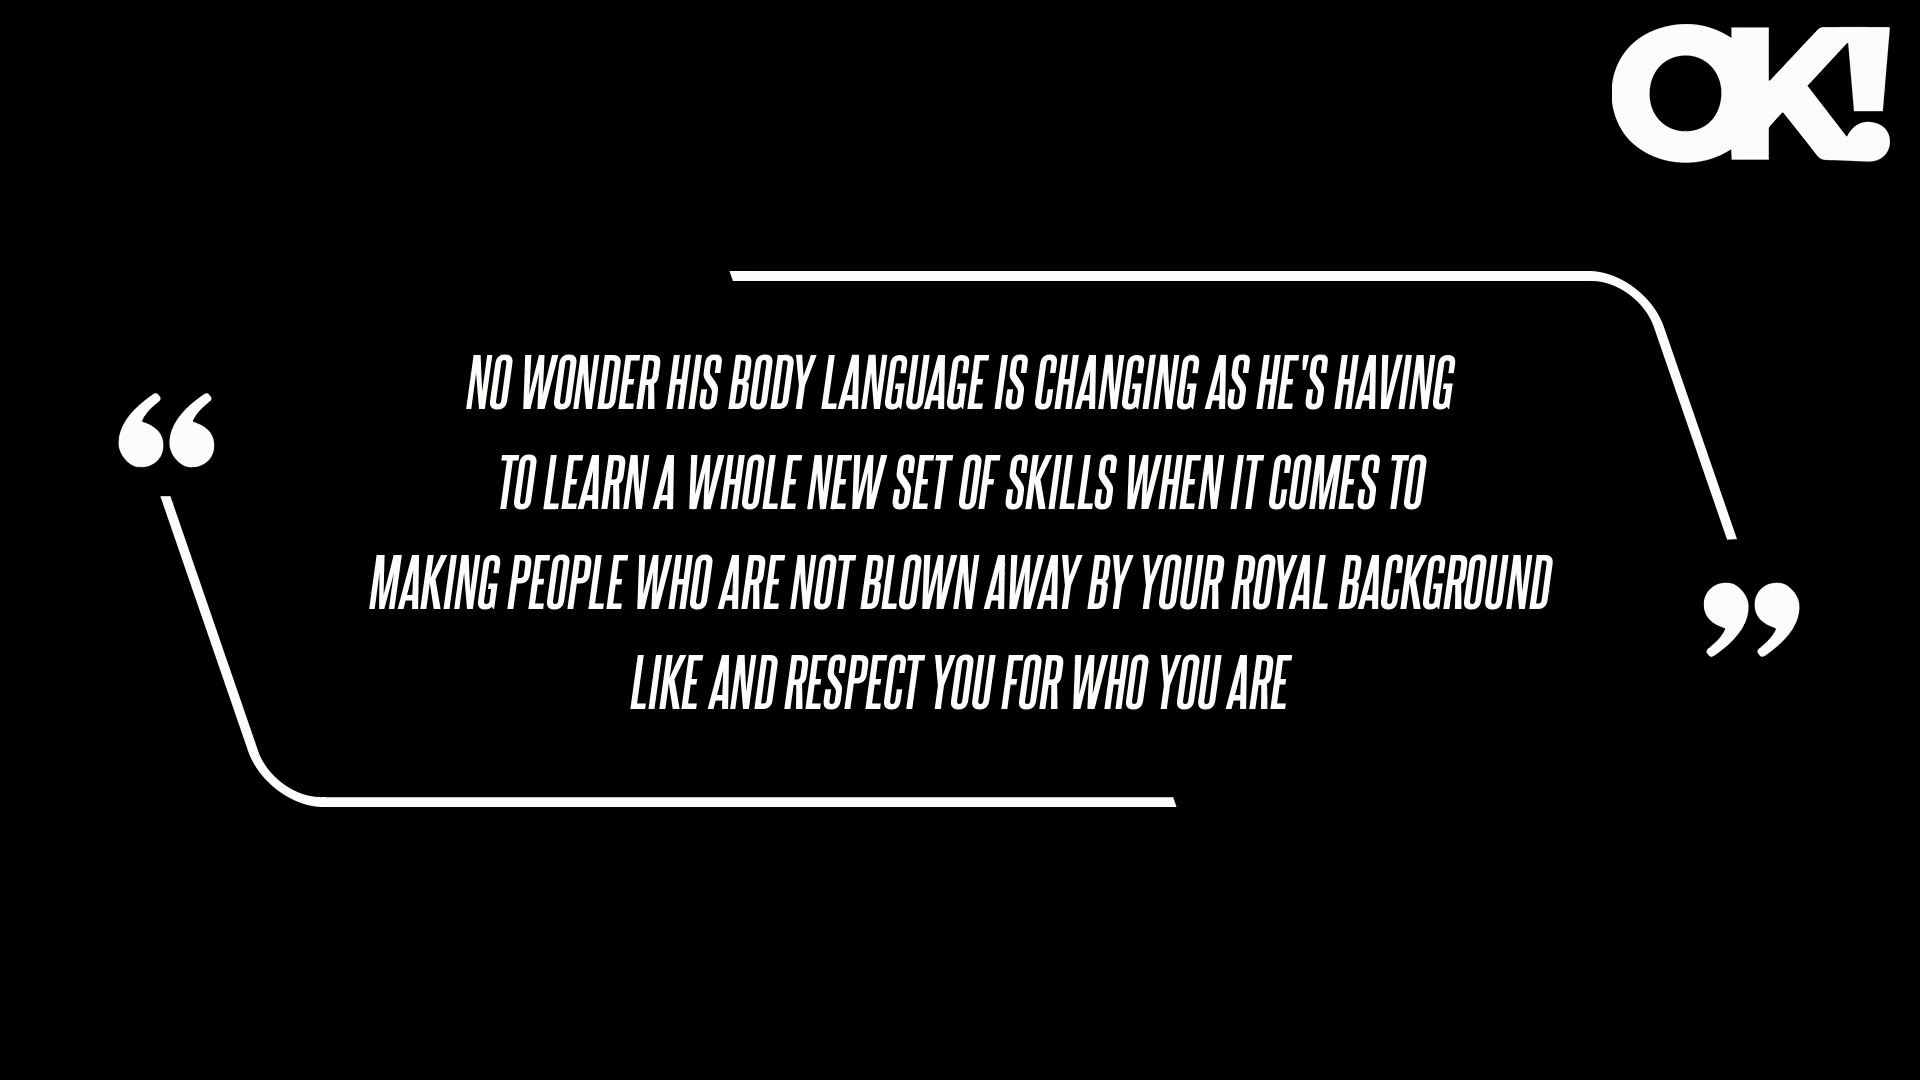 OK!
NO WONDER HIS BODY LANGUAGE IS CHANGING AS HE'S HAVING
TO LEARN A WHOLE NEW SET OF SKILLS WHEN IT COMES TO
MAKING PEOPLE WHO ARE NOT BLOWN AWAY BY YOUR ROYAL BACKGROUND
LIKE AND RESPECT YOU FOR WHO YOU ARE